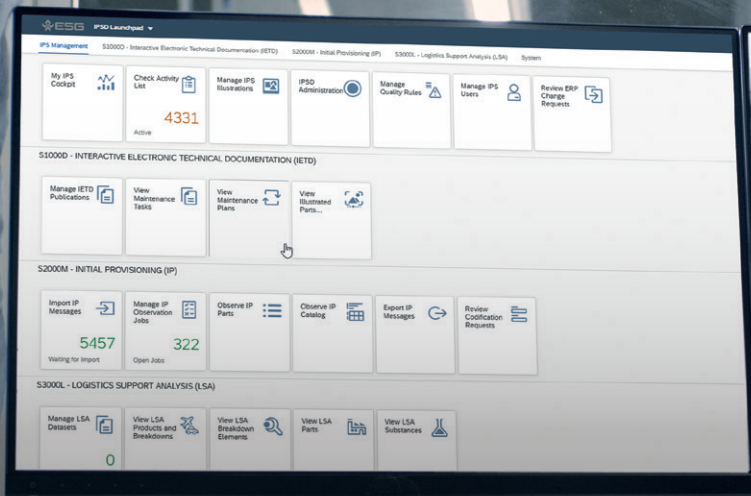 ESG IPSD Launchpad
IPS Management S1000D - Interactive Electronic Technical Documentation (IETD) S2000M - Initial Provisioning (IP) S3000L - Logistics Support Analysis (LSA) System
My IPS
Cockpit
Check Activity
List
4331
Active
Manage IPS
Illustrations
IPSD
Administration
Manage
Quality Rules
Manage IPS
Users
Review ERP
Change
Requests
S1000D - INTERACTIVE ELECTRONIC TECHNICAL DOCUMENTATION (IETD)
Manage IETD
Publications
View
Maintenance
Tasks
View
Maintenance
Plans
View
Illustrated
Parts...
S2000M - INITIAL PROVISIONING (IP)
Import IP
Messages
5457
Waiting for Import
Manage IP
Observation
Jobs
322
Open Jobs
Observe IP
Parts
Observe IP
Catalog
Export IP
Messages
Review
Codification
Requests
S3000L - LOGISTICS SUPPORT ANALYSIS (LSA)
Manage LSA
Datasets
0
View LSA
Products and
Breakdowns
View LSA
Breakdown
Elements
View LSA
Parts
View LSA
Substances